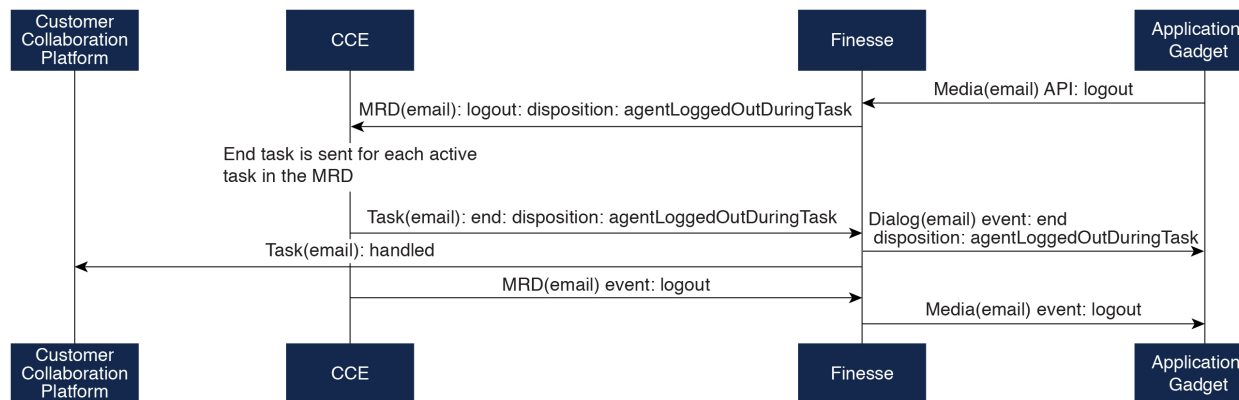 Customer
Collaboration
Platform
CCE
Finesse
Application
Gadget
Media(email) API: logout
MRD(email): logout: disposition: agentLoggedOutDuringTask
End task is sent for each active
task in the MRD
Task(email): end: disposition: agentLoggedOutDuringTask
Dialog(email) event: end
disposition: agentLoggedOutDuringTask
Task(email): handled
MRD(email) event: logout
Media(email) event: logout
Customer
Collaboration
Platform
CCE
Finesse
Application
Gadget